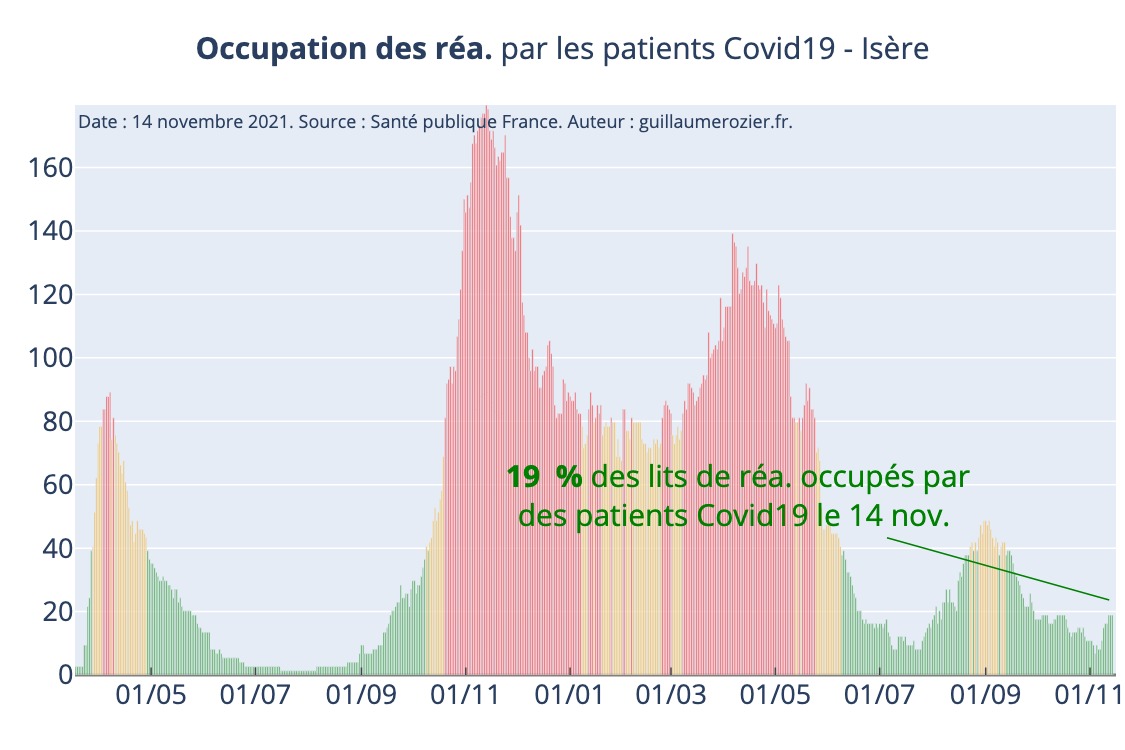 Occupation des réa. par les patients Covid19 - Isère
Date : 14 novembre 2021. Source : Santé publique France. Auteur : guillaumerozier.fr.
160
140
120
100
80
60
40
20
0
19 % des lits de réa. occupés par
des patients Covid19 le 14 nov.
01/05 01/07 01/09 01/11 01/01 01/03 01/05 01/07 01/09 01/11